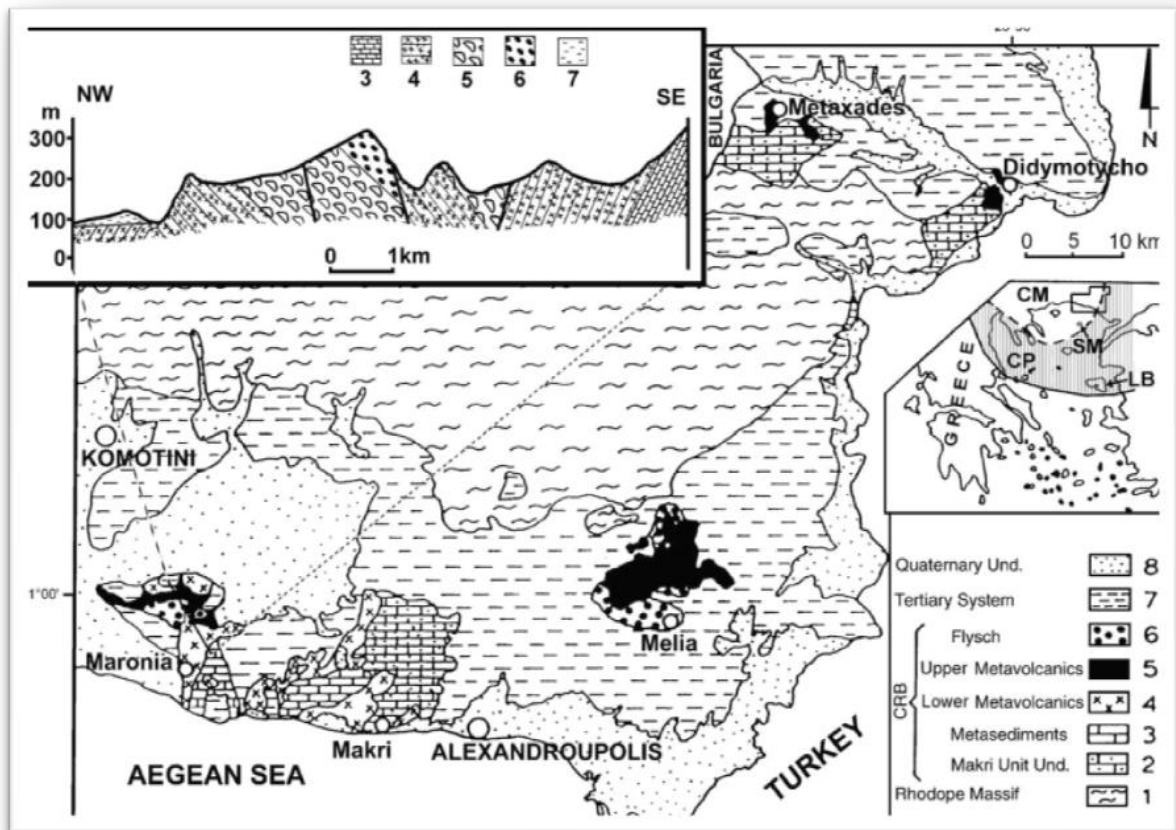 3 4 5 6 7
NW SE
m
300
200
100
0
0 1km
BULGARIA
Metaxades
Didymotycho
N
0 5 10 km
CM
SM
CP
LB
GREECE
KOMOTINI
1°00'
Maronia
Makri
ALEXANDROUPOLIS
Melia
AEGEAN SEA
TURKEY
Quaternary Und. 8
Tertiary System 7
CRB
Flysch 6
Upper Metavolcanics 5
Lower Metavolcanics 4
Metasediments 3
Makri Unit Und. 2
Rhodope Massif 1